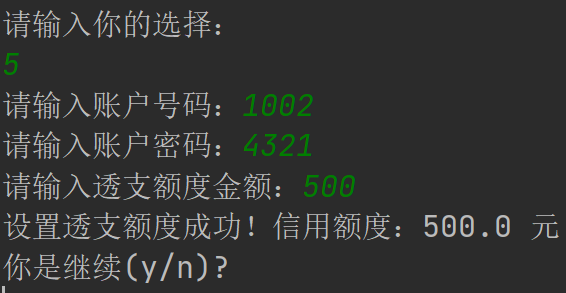 请输入你的选择：
5
请输入账户号码：1002
请输入账户密码：4321
请输入透支额度金额：500
设置透支额度成功！信用额度：500.0 元
你是继续(y/n)?